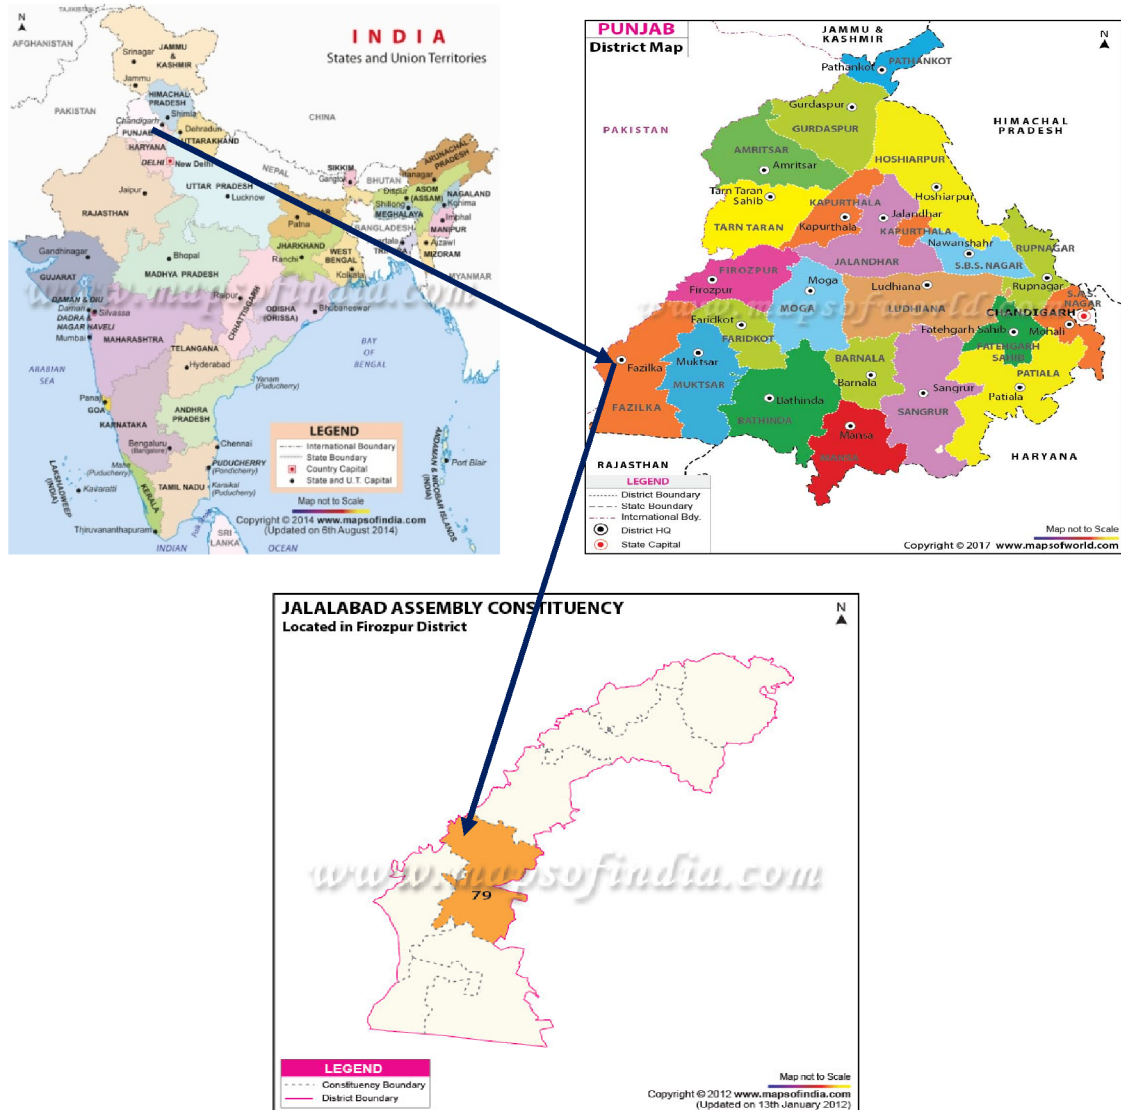 INDIA
States and Union Territories
N
TAJIKISTAN
AFGHANISTAN
JAMMU
&
KASHMIR
Srinagar
Jammu
HIMACHAL
PRADESH
Shimla
PAKISTAN
Chandigarh
PUNJAB
Dehradun
UTTARAKHAND
CHINA
HARYANA
DELHI
New Delhi
NEPAL
SIKKIM
Gangtok
BHUTAN
ARUNACHAL
PRADESH
Itanagar
Jaipur
UTTAR PRADESH
Lucknow
Dispur
ASOM
(ASSAM)
NAGALAND
Kohima
RAJASTHAN
Patna
Shillong
MEGHALAYA
Imphal
MANIPUR
BANGLADESH
Aizawl
MIZORAM
Gandhinagar
GUJARAT
Bhopal
MADHYA PRADESH
JHARKHAND
Ranchi
WEST
BENGAL
Kolkata
MYANMAR
www.mapsofindia.com
DAMAN & DIU
Daman
Silvassa
DADRA &
NAGAR HAVELI
Mumbai
MAHARASHTRA
Raipur
CHHATTISGARH
ODISHA
(ORISSA)
Bhubaneswar
ARABIAN
SEA
TELANGANA
Hyderabad
BAY
OF
BENGAL
Yanam
(Puducherry)
Panaji
GOA
KARNATAKA
ANDHRA
PRADESH
Bengaluru
(Bangalore)
Chennai
Mahe
(Puducherry)
PUDUCHERRY
(Pondicherry)
Karaikal
(Puducherry)
LAKSHADWEEP
(INDIA)
Kavaratti
KERALA
TAMIL NADU
Thiruvananthapuram
SRI
LANKA
INDIAN
OCEAN
ANDAMAN & NICOBAR ISLANDS
(INDIA)
Port Blair
LEGEND
International Boundary
State Boundary
Country Capital
State and U.T. Capital
Map not to Scale
Copyright © 2014 www.mapsofindia.com
(Updated on 6th August 2014)
PUNJAB
District Map
JAMMU &
KASHMIR
N
Pathankot
PATHANKOT
Gurdaspur
GURDASPUR
PAKISTAN
HIMACHAL
PRADESH
AMRITSAR
Amritsar
HOSHIARPUR
Hoshiarpur
Tarn Taran
Sahib
TARN TARAN
KAPURTHALA
Kapurthala
Jalandhar
KAPURTHALA
JALANDHAR
Nawanshahr
S.B.S. NAGAR
RUPNAGAR
Rupnagar
FIROZPUR
Firozpur
Moga
MOGA
Ludhiana
LUDHIANA
www.mapsofworld.com
S.A.S.
NAGAR
CHANDIGARH
Mohali
Faridkot
FARIDKOT
Fatehgarh Sahib
FATEHGARH
SAHIB
Fazilka
FAZILKA
Muktsar
MUKTSAR
BARNALA
Barnala
Sangrur
SANGRUR
PATIALA
Patiala
Bathinda
BATHINDA
Mansa
RAJASTHAN
HARYANA
LEGEND
District Boundary
State Boundary
International Bdy.
District HQ
State Capital
Map not to Scale
Copyright © 2017 www.mapsofworld.com
JALALABAD ASSEMBLY CONSTITUENCY
Located in Firozpur District
N
www.mapsofindia.com
79
LEGEND
Constituency Boundary
District Boundary
Map not to Scale
Copyright © 2012 www.mapsofindia.com
(Updated on 13th January 2012)